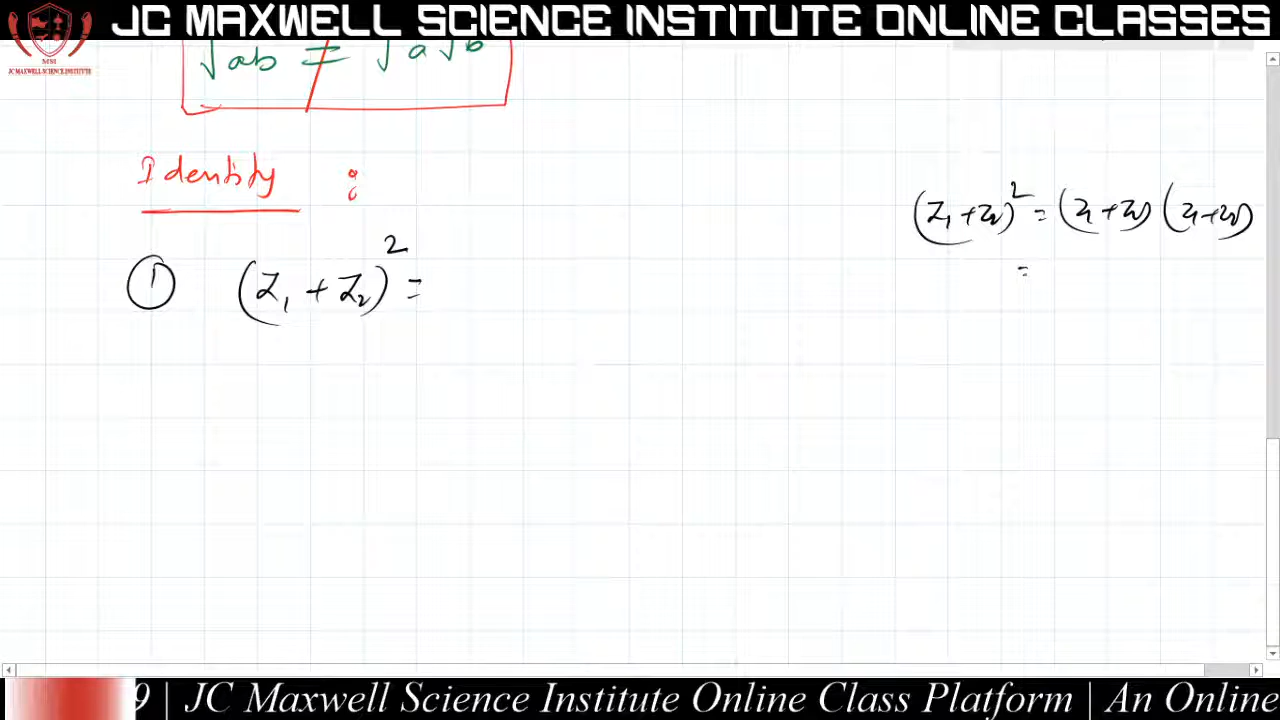 JC MAXWELL SCIENCE INSTITUTE ONLINE CLASSES
MSI
JC MAXWELL SCIENCE INSTITUTE
√ab ≠ √a √b
Identity :
(Z₁+Z₂)² = (Z₁+Z₂) (Z₁+Z₂)
=
① (Z₁ + Z₂)² =
9 | JC Maxwell Science Institute Online Class Platform | An Online